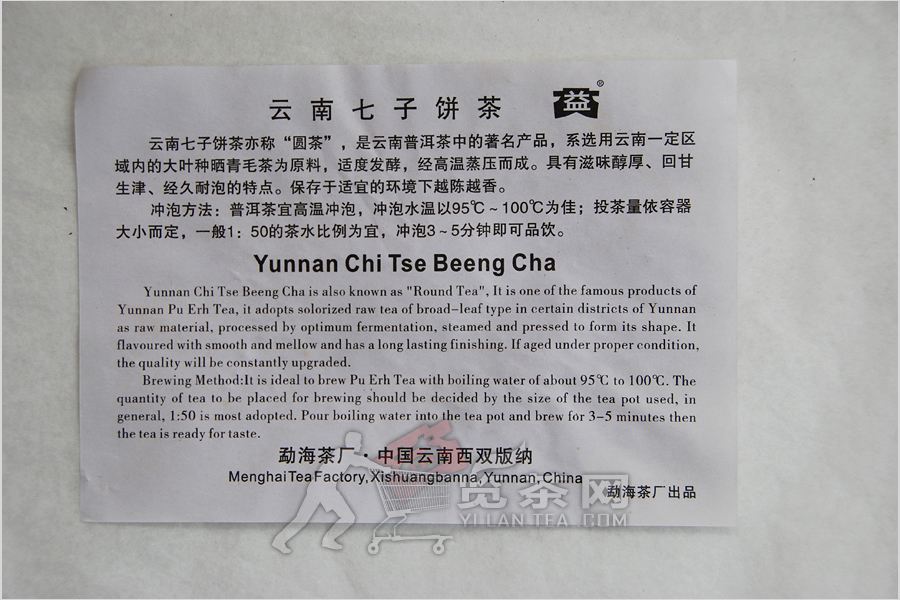 云南七子饼茶 益®
云南七子饼茶亦称“圆茶”，是云南普洱茶中的著名产品，系选用云南一定区
域内的大叶种晒青毛茶为原料，适度发酵，经高温蒸压而成。具有滋味醇厚、回甘
生津、经久耐泡的特点。保存于适宜的环境下越陈越香。
冲泡方法：普洱茶宜高温冲泡，冲泡水温以95℃~100℃为佳；投茶量依容器
大小而定，一般1：50的茶水比例为宜，冲泡3~5分钟即可品饮。
Yunnan Chi Tse Beeng Cha
Yunnan Chi Tse Beeng Cha is also known as "Round Tea", It is one of the famous products of
Yunnan Pu Erh Tea, it adopts solorized raw tea of broad-leaf type in certain districts of Yunnan
as raw material, processed by optimum fermentation, steamed and pressed to form its shape. It
flavoured with smooth and mellow and has a long lasting finishing. If aged under proper condition,
the quality will be constantly upgraded.
Brewing Method:It is ideal to brew Pu Erh Tea with boiling water of about 95℃ to 100℃. The
quantity of tea to be placed for brewing should be decided by the size of the tea pot used, in
general, 1:50 is most adopted. Pour boiling water into the tea pot and brew for 3-5 minutes then
the tea is ready for taste.
勐海茶厂·中国云南西双版纳
Menghai Tea Factory, Xishuangbanna, Yunnan, China
勐海茶厂出品
览茶网
YILANTEA.COM